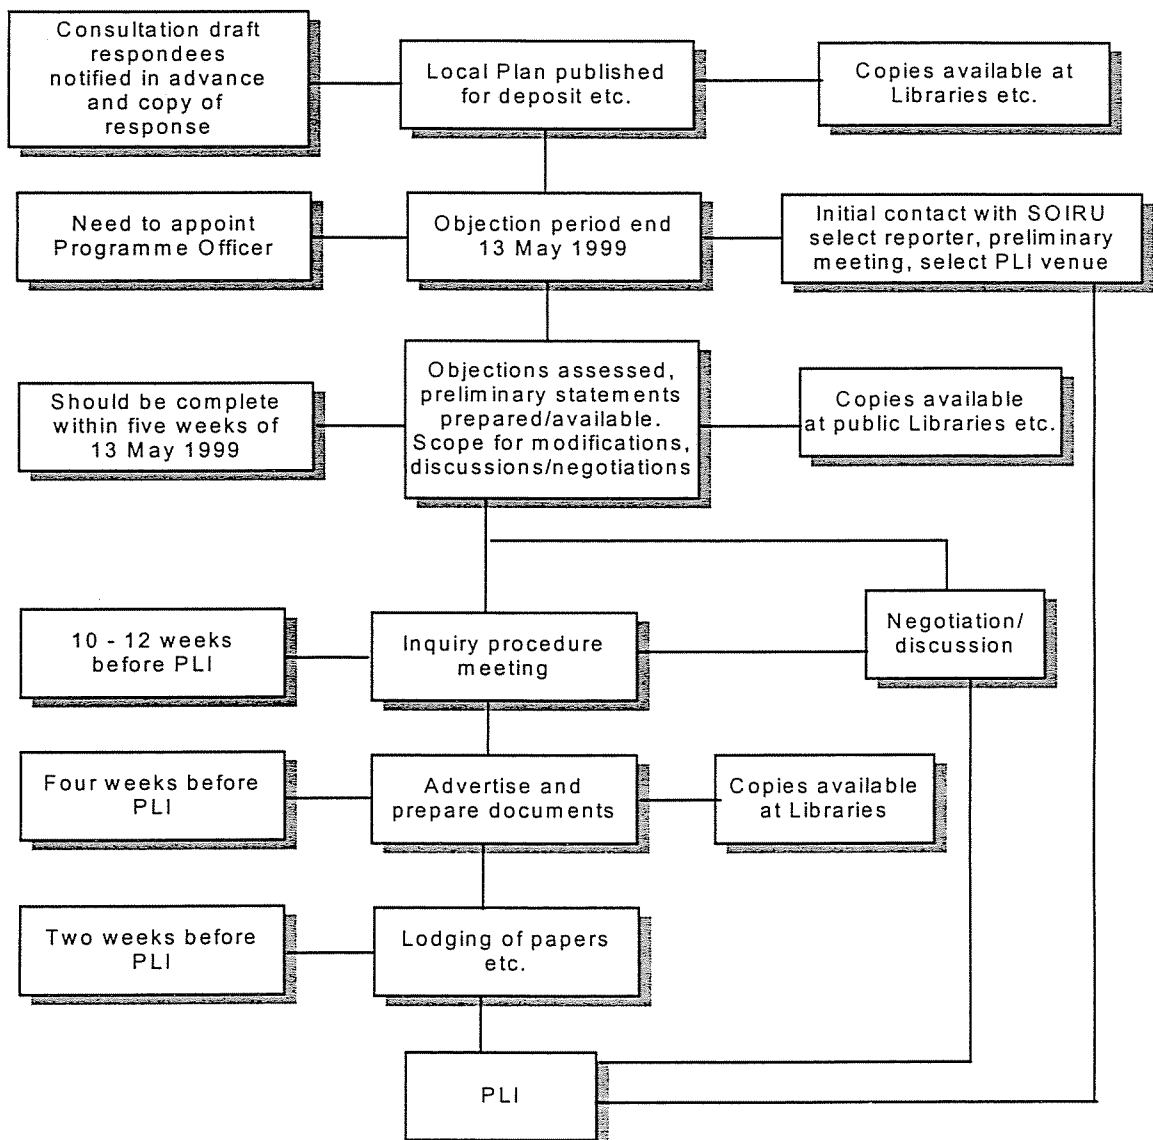 Consultation draft
respondees
notified in advance
and copy of
response
Local Plan published
for deposit etc.
Copies available at
Libraries etc.
Need to appoint
Programme Officer
Objection period end
13 May 1999
Initial contact with SOIRU
select reporter, preliminary
meeting, select PLI venue
Should be complete
within five weeks of
13 May 1999
Objections assessed,
preliminary statements
prepared/available.
Scope for modifications,
discussions/negotiations
Copies available
at public Libraries etc.
10 - 12 weeks
before PLI
Inquiry procedure
meeting
Negotiation/
discussion
Four weeks before
PLI
Advertise and
prepare documents
Copies available
at Libraries
Two weeks before
PLI
Lodging of papers
etc.
PLI